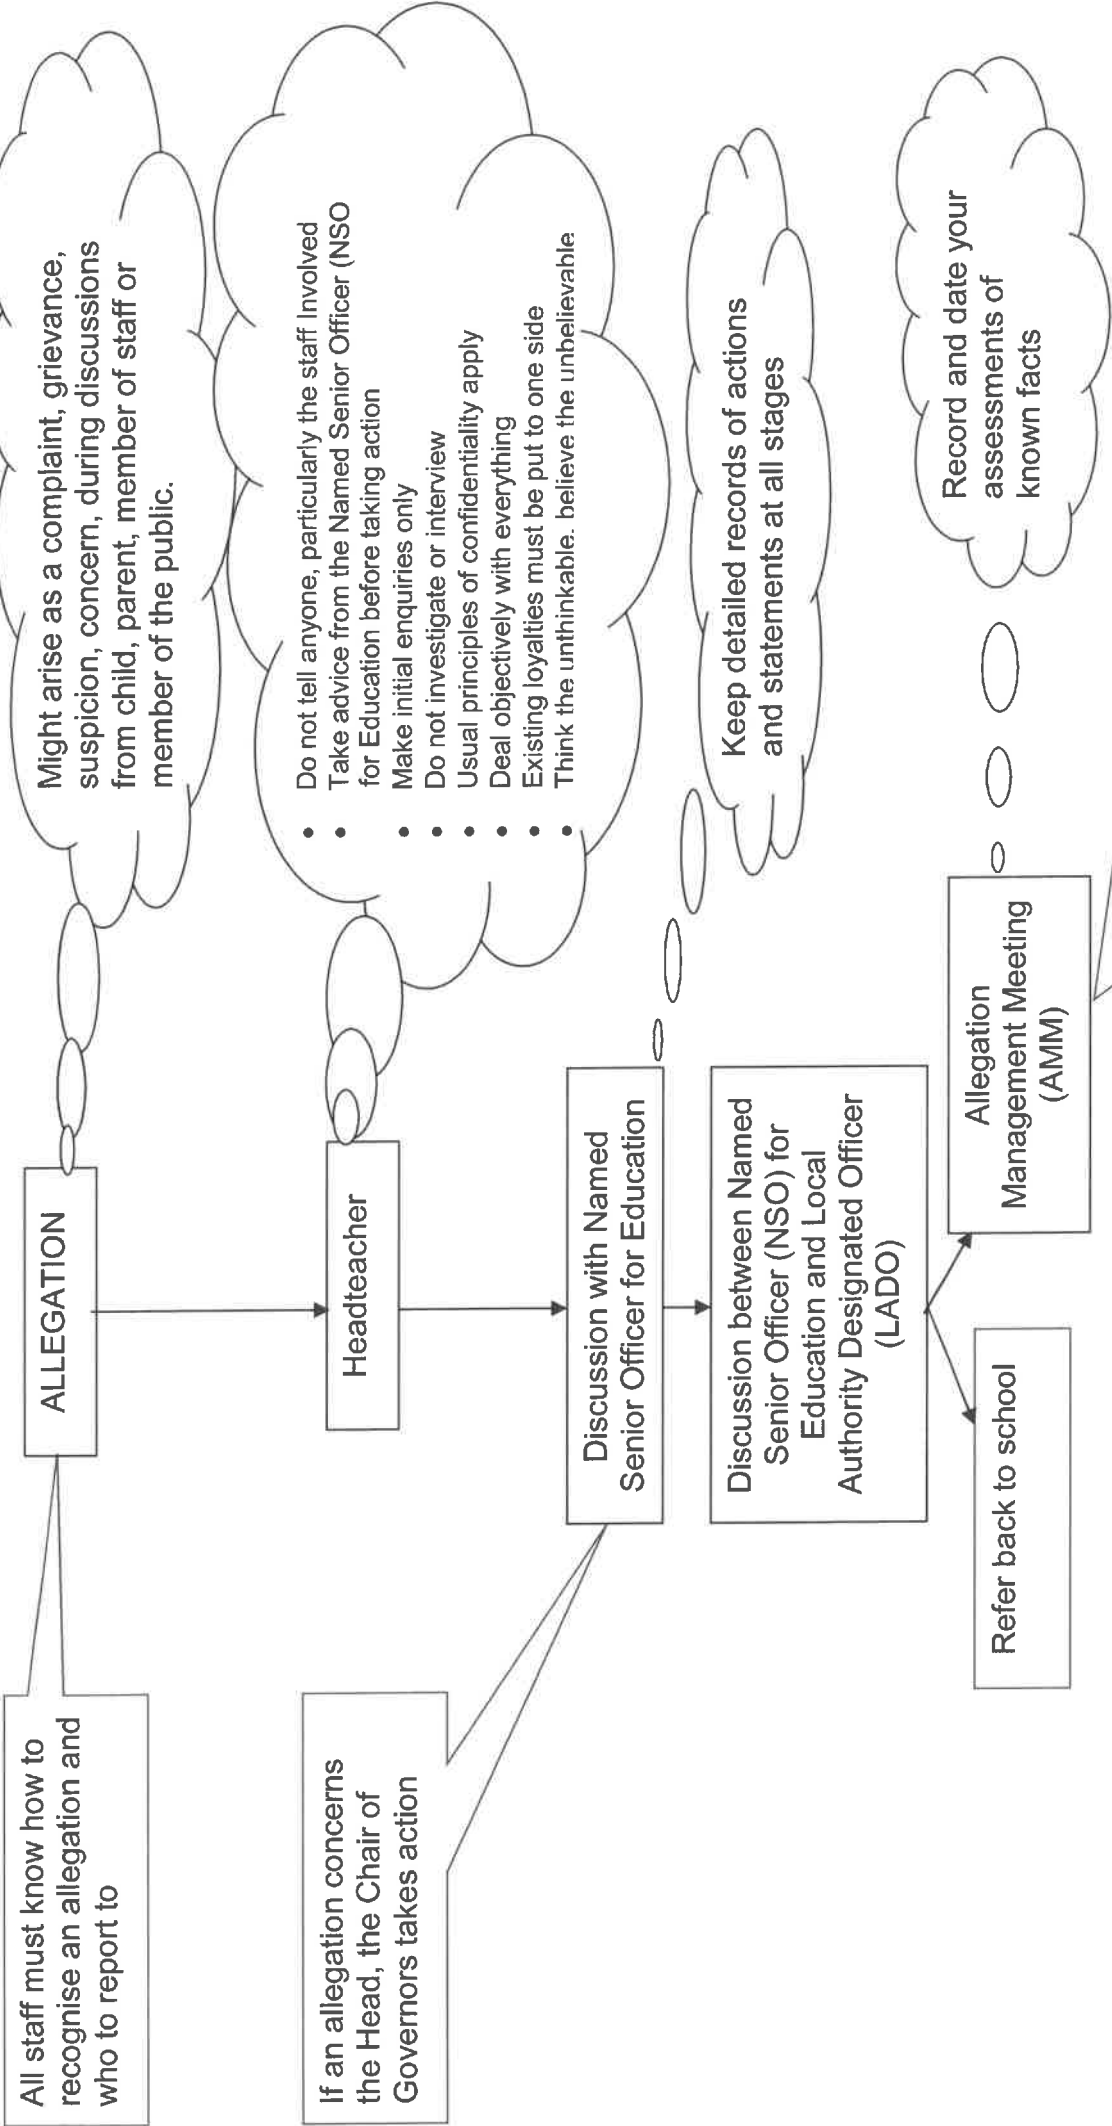 All staff must know how to
recognise an allegation and
who to report to
ALLEGATION
Might arise as a complaint, grievance,
suspicion, concern, during discussions
from child, parent, member of staff or
member of the public.
Headteacher
• Do not tell anyone, particularly the staff Involved
• Take advice from the Named Senior Officer (NSO
for Education before taking action
• Make initial enquiries only
• Do not investigate or interview
• Usual principles of confidentiality apply
• Deal objectively with everything
• Existing loyalties must be put to one side
• Think the unthinkable. believe the unbelievable
If an allegation concerns
the Head, the Chair of
Governors takes action
Discussion with Named
Senior Officer for Education
Keep detailed records of actions
and statements at all stages
Discussion between Named
Senior Officer (NSO) for
Education and Local
Authority Designated Officer
(LADO)
Refer back to school
Allegation
Management Meeting
(AMM)
Record and date your
assessments of
known facts